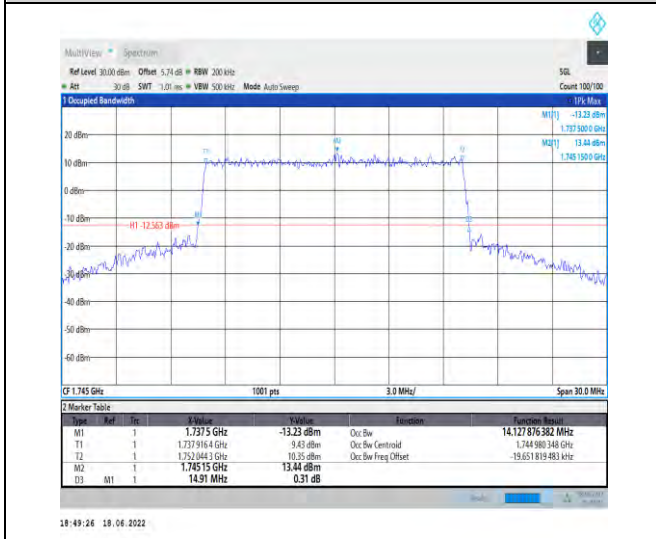 MultiView Spectrum
Ref Level 30.00 dBm Offset 5.74 dB RBW 200 kHz SGL
Att 30 dB SWT 1.01 ms VBW 500 kHz Mode Auto Sweep Count 100/100
1 Occupied Bandwidth 1Pk Max
M1[1] -13.23 dBm
1.737 500 0 GHz
M2[1] 13.44 dBm
1.745 150 0 GHz
20 dBm
T1 M2 T2
10 dBm
0 dBm
-10 dBm
M1 D3
H1 -12.563 dBm
-20 dBm
-30 dBm
-40 dBm
-50 dBm
-60 dBm
CF 1.745 GHz 1001 pts 3.0 MHz/ Span 30.0 MHz
2 Marker Table
Type Ref Trc X-Value Y-Value Function Function Result
M1 1 1.7375 GHz -13.23 dBm Occ Bw 14.127 876 382 MHz
T1 1 1.737 916 4 GHz 9.43 dBm Occ Bw Centroid 1.744 980 348 GHz
T2 1 1.752 044 3 GHz 10.35 dBm Occ Bw Freq Offset -19.651 819 483 kHz
M2 1 1.745 15 GHz 13.44 dBm
D3 M1 1 14.91 MHz 0.31 dB
18:49:26 18.06.2022